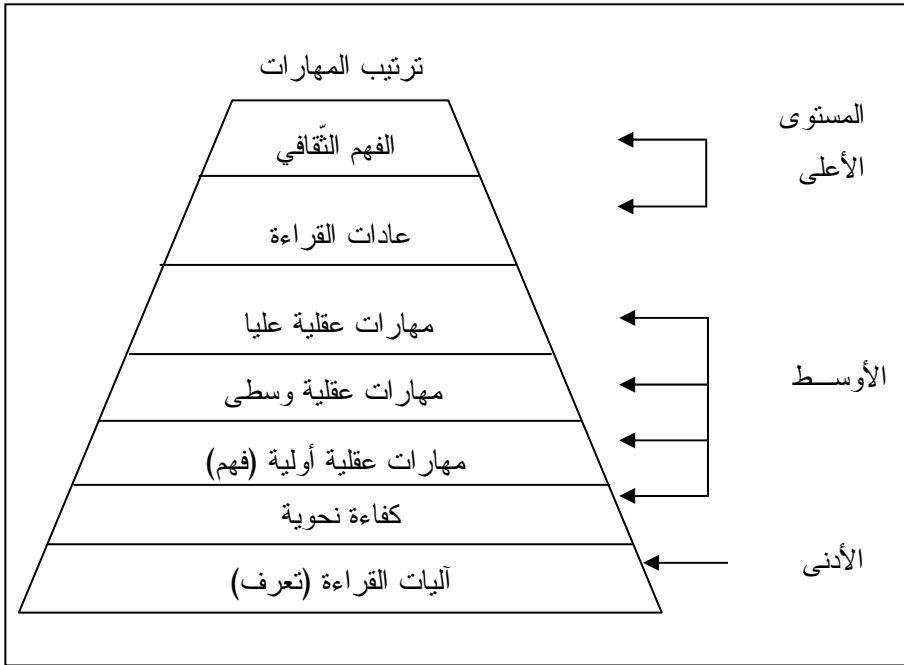 ترتيب المهارات
المستوى
الأعلى
الفهم الثّقافي
عادات القراءة
مهارات عقلية عليا
الأوســط
مهارات عقلية وسطى
مهارات عقلية أولية (فهم)
كفاءة نحوية
الأدنى
آليات القراءة (تعرف)